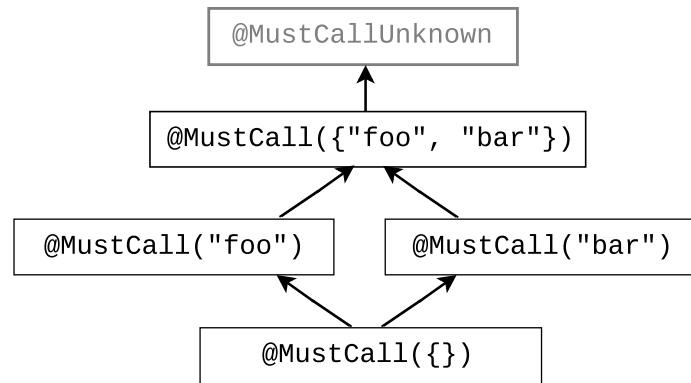 @MustCallUnknown
@MustCall({"foo", "bar"})
@MustCall("foo")
@MustCall("bar")
@MustCall({})